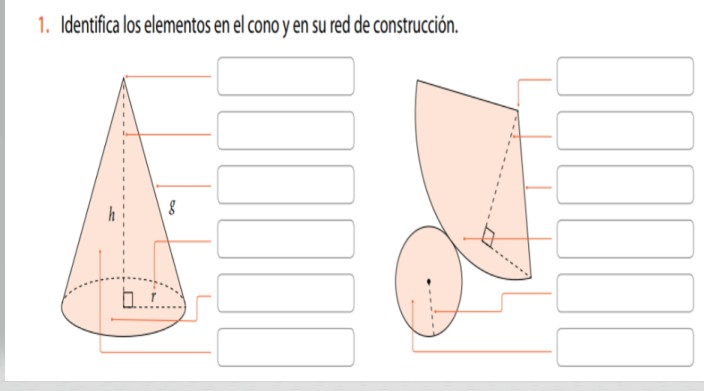 1. Identifica los elementos en el cono y en su red de construcción.
h
g
r